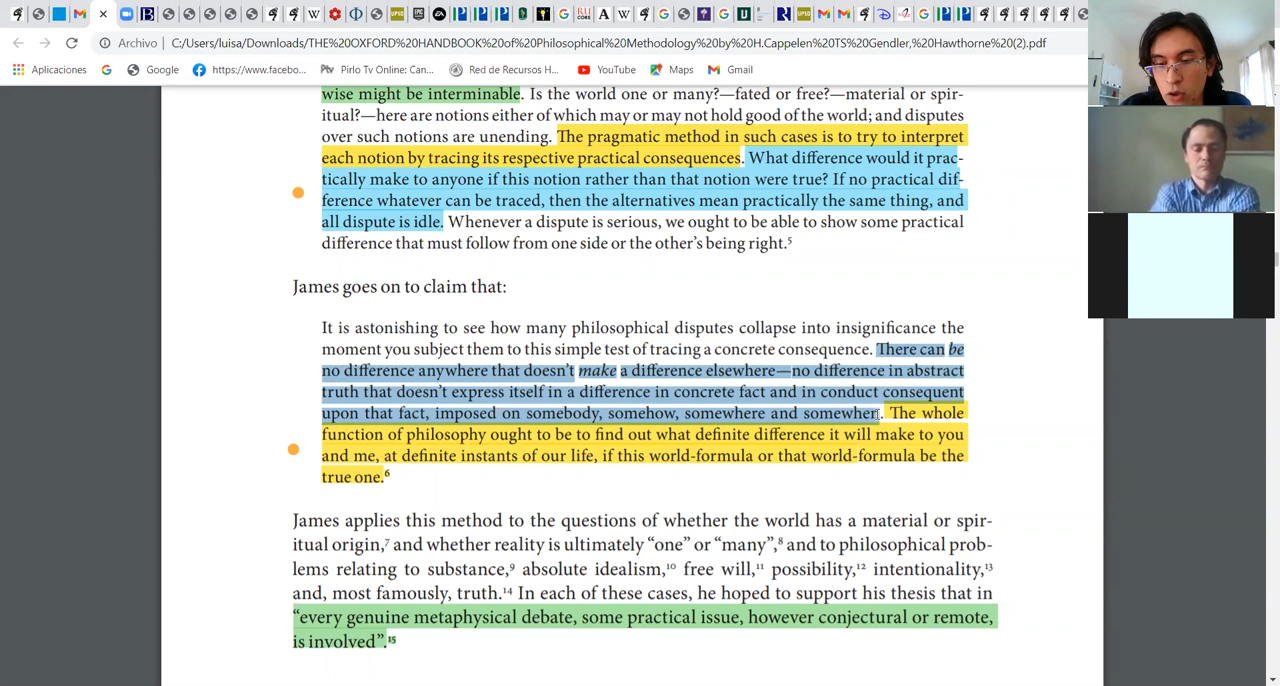 Archivo C:/Users/luisa/Downloads/THE%20OXFORD%20HANDBOOK%20of%20Philosophical%20Methodology%20by%20H.Cappelen%20TS%20Gendler,%20Hawthorne%20(2).pdf
Aplicaciones Google https://www.facebo... Pirlo Tv Online: Can... Red de Recursos H... YouTube Maps Gmail
wise might be interminable. Is the world one or many?—fated or free?—material or spir-
itual?—here are notions either of which may or may not hold good of the world; and disputes
over such notions are unending. The pragmatic method in such cases is to try to interpret
each notion by tracing its respective practical consequences. What difference would it prac-
tically make to anyone if this notion rather than that notion were true? If no practical dif-
ference whatever can be traced, then the alternatives mean practically the same thing, and
all dispute is idle. Whenever a dispute is serious, we ought to be able to show some practical
difference that must follow from one side or the other's being right.⁵
James goes on to claim that:
It is astonishing to see how many philosophical disputes collapse into insignificance the
moment you subject them to this simple test of tracing a concrete consequence. There can be
no difference anywhere that doesn't make a difference elsewhere—no difference in abstract
truth that doesn't express itself in a difference in concrete fact and in conduct consequent
upon that fact, imposed on somebody, somehow, somewhere and somewhen. The whole
function of philosophy ought to be to find out what definite difference it will make to you
and me, at definite instants of our life, if this world-formula or that world-formula be the
true one.⁶
James applies this method to the questions of whether the world has a material or spir-
itual origin,⁷ and whether reality is ultimately “one” or “many”,⁸ and to philosophical prob-
lems relating to substance,⁹ absolute idealism,¹⁰ free will,¹¹ possibility,¹² intentionality,¹³
and, most famously, truth.¹⁴ In each of these cases, he hoped to support his thesis that in
“every genuine metaphysical debate, some practical issue, however conjectural or remote,
is involved”.¹⁵